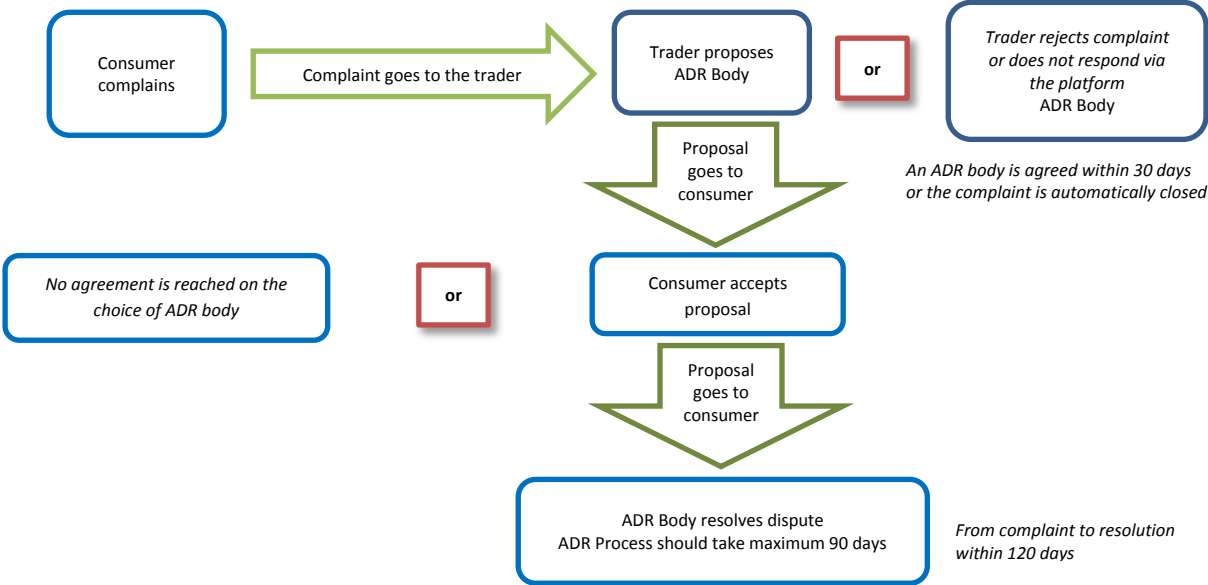 Consumer
complains
Complaint goes to the trader
Trader proposes
ADR Body
or
Trader rejects complaint
or does not respond via
the platform
ADR Body
Proposal
goes to
consumer
An ADR body is agreed within 30 days
or the complaint is automatically closed
No agreement is reached on the
choice of ADR body
or
Consumer accepts
proposal
Proposal
goes to
consumer
ADR Body resolves dispute
ADR Process should take maximum 90 days
From complaint to resolution
within 120 days